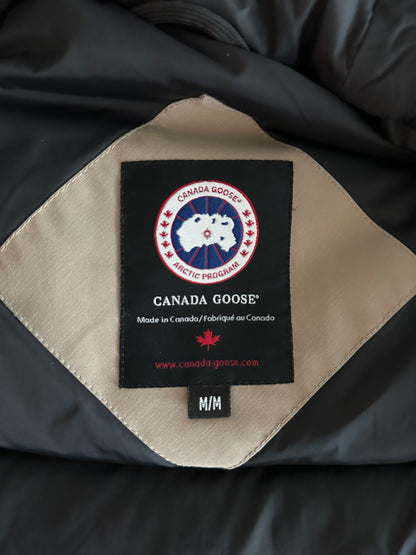 CANADA GOOSE®
ARCTIC PROGRAM
CANADA GOOSE®
Made in Canada/Fabriqué au Canada
www.canada-goose.com
M/M